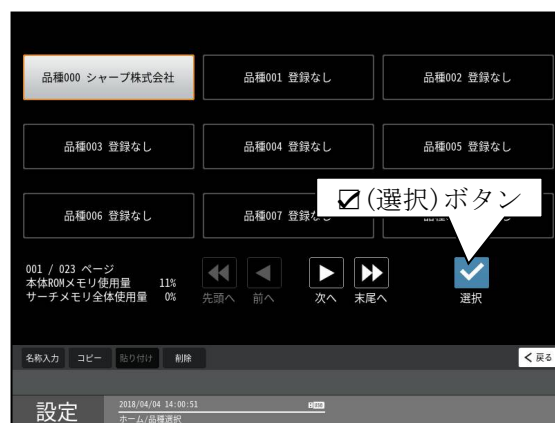 品種000 シャープ株式会社
品種001 登録なし
品種002 登録なし
品種003 登録なし
品種004 登録なし
品種005 登録なし
☑(選択)ボタン
品種006 登録なし
品種007 登録な
001 / 023 ページ
本体ROMメモリ使用量 11%
サーチメモリ全体使用量 0%
先頭へ
前へ
次へ
末尾へ
選択
名称入力
コピー
貼り付け
削除
戻る
設定
2018/04/04 14:00:51
ホーム/品種選択